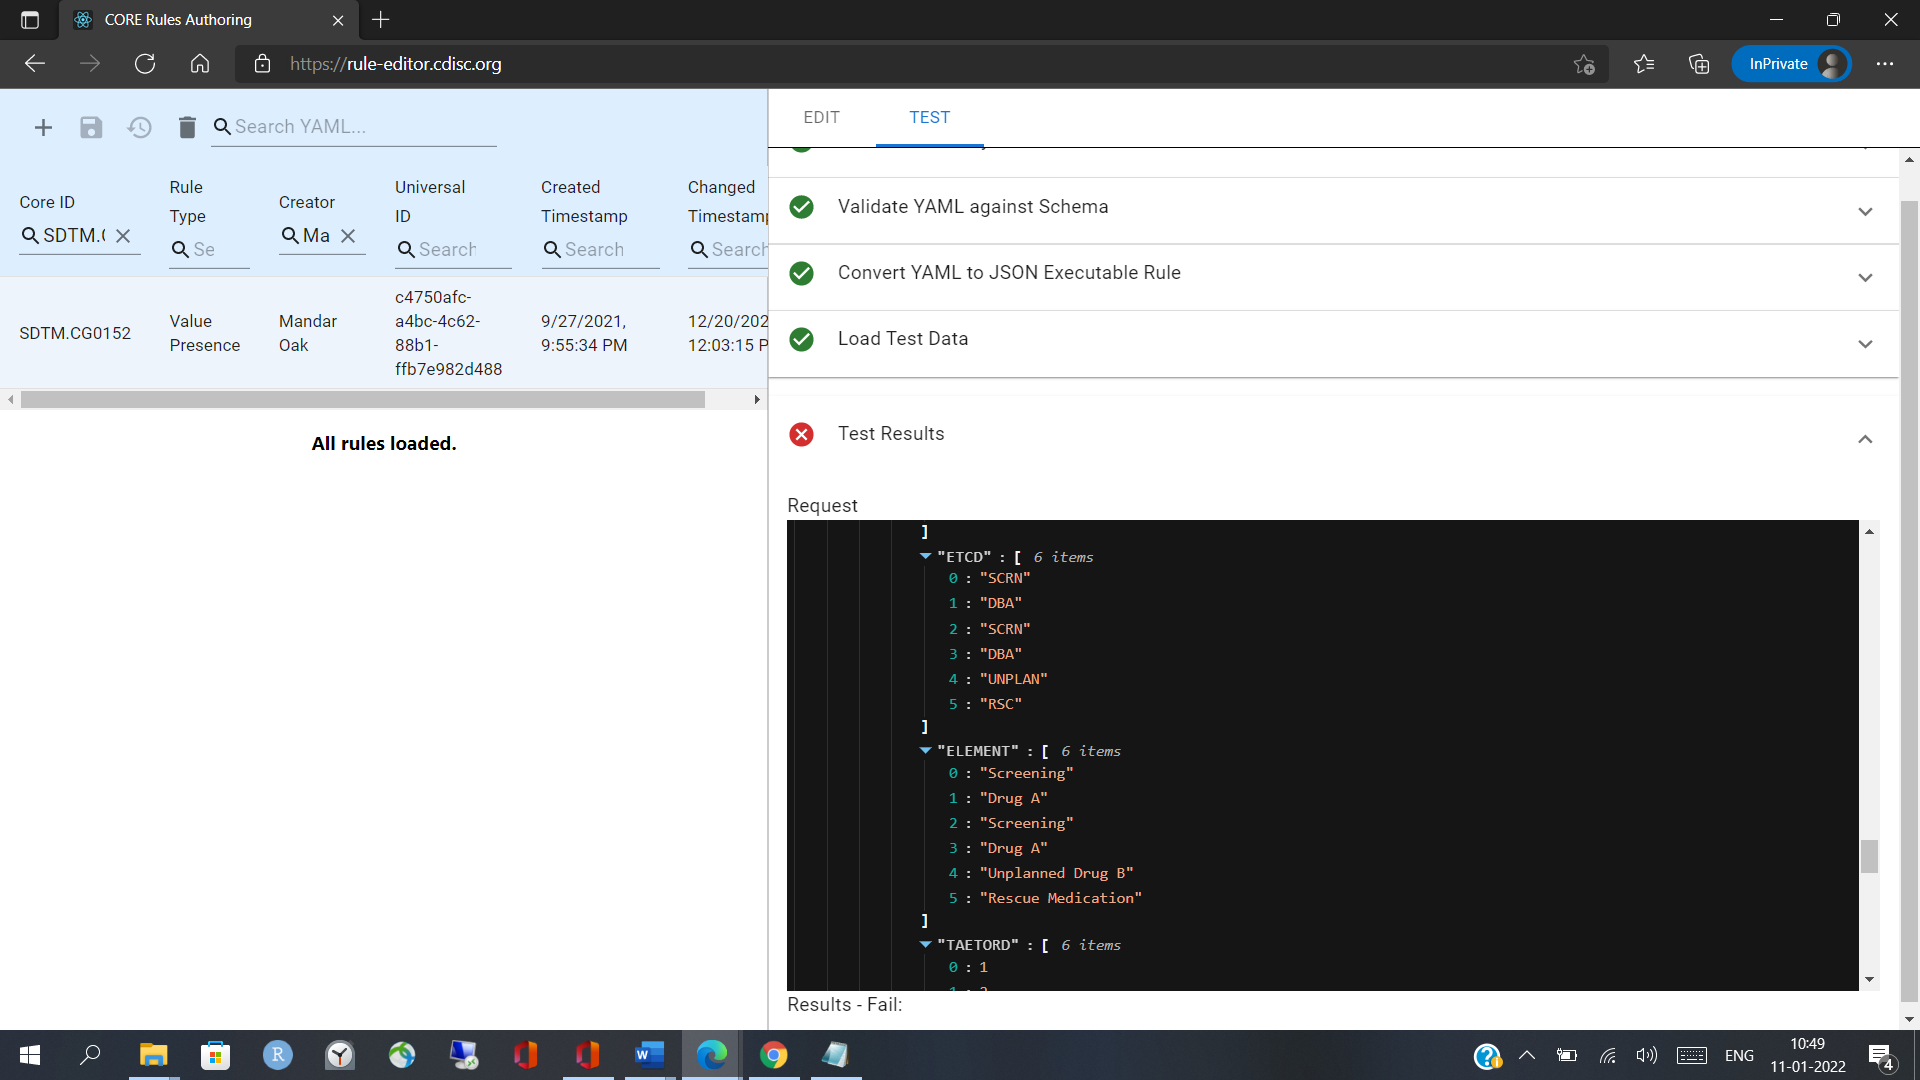 CORE Rules Authoring
https://rule-editor.cdisc.org
InPrivate
Search YAML...
EDIT
TEST
Core ID
Rule
Type
Creator
Universal
ID
Created
Timestamp
Changed
Timestamp
SDTM.(
Se
Ma
Search
Search
Search
SDTM.CG0152
Value
Presence
Mandar
Oak
c4750afc-
a4bc-4c62-
88b1-
ffb7e982d488
9/27/2021,
9:55:34 PM
12/20/202
12:03:15 P
All rules loaded.
Validate YAML against Schema
Convert YAML to JSON Executable Rule
Load Test Data
Test Results
Request
]
"ETCD" : [ 6 items
0 : "SCRN"
1 : "DBA"
2 : "SCRN"
3 : "DBA"
4 : "UNPLAN"
5 : "RSC"
]
"ELEMENT" : [ 6 items
0 : "Screening"
1 : "Drug A"
2 : "Screening"
3 : "Drug A"
4 : "Unplanned Drug B"
5 : "Rescue Medication"
]
"TAETORD" : [ 6 items
0 : 1
Results - Fail:
ENG
10:49
11-01-2022
4